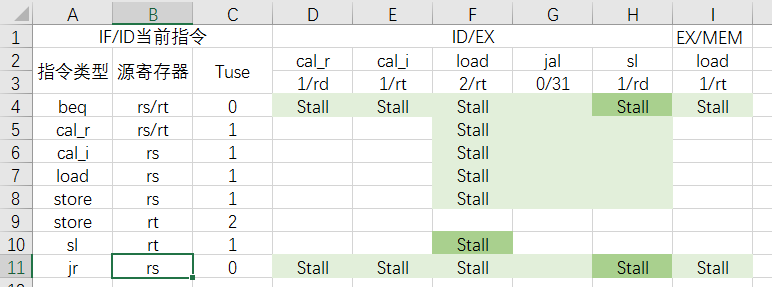 A B C D E F G H I
1 IF/ID当前指令 ID/EX EX/MEM
2 指令类型 源寄存器 Tuse cal_r cal_i load jal sl load
3 1/rd 1/rt 2/rt 0/31 1/rd 1/rt
4 beq rs/rt 0 Stall Stall Stall Stall Stall
5 cal_r rs/rt 1 Stall
6 cal_i rs 1 Stall
7 load rs 1 Stall
8 store rs 1 Stall
9 store rt 2
10 sl rt 1 Stall
11 jr rs 0 Stall Stall Stall Stall Stall